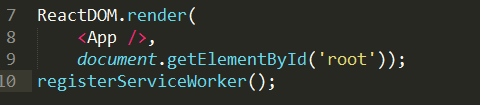 7 ReactDOM.render(
8     <App />,
9     document.getElementById('root'));
10 registerServiceWorker();